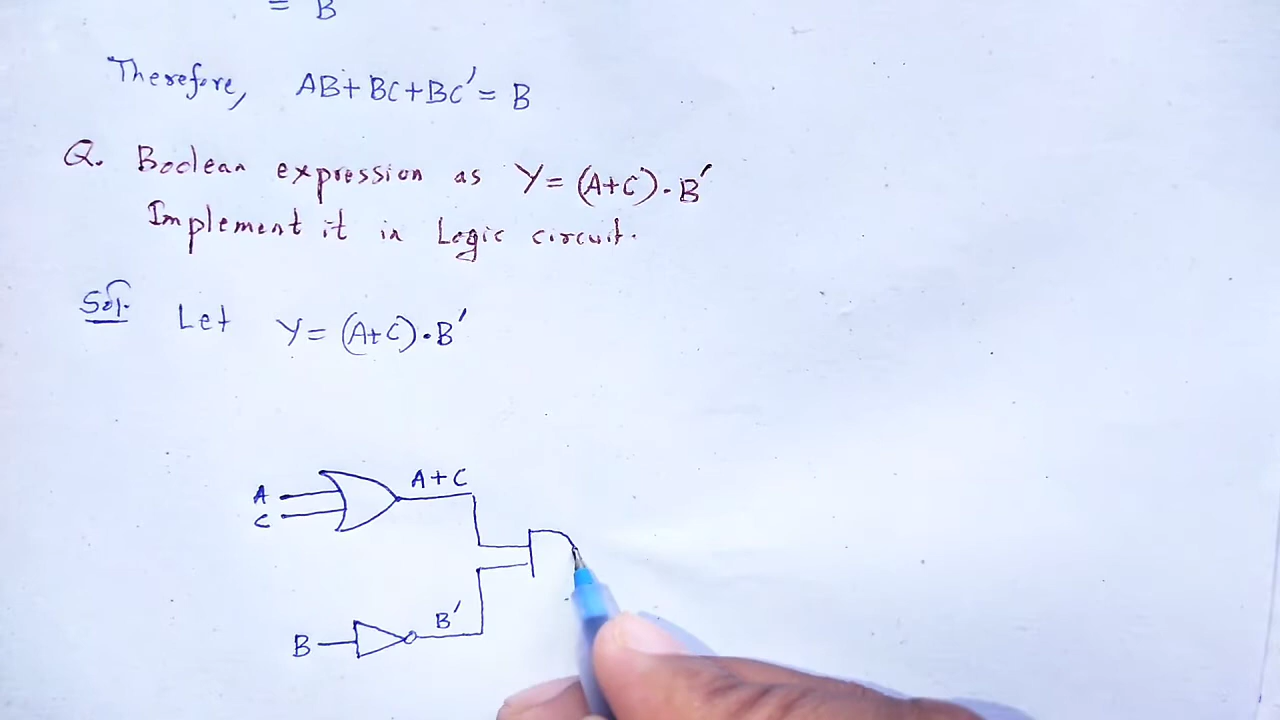 = B
Therefore, AB+BC+BC'= B
Q. Boolean expression as Y=(A+C)·B'
Implement it in Logic circuit.
Sol. Let Y=(A+C)·B'
A+C
A
C
B'
B